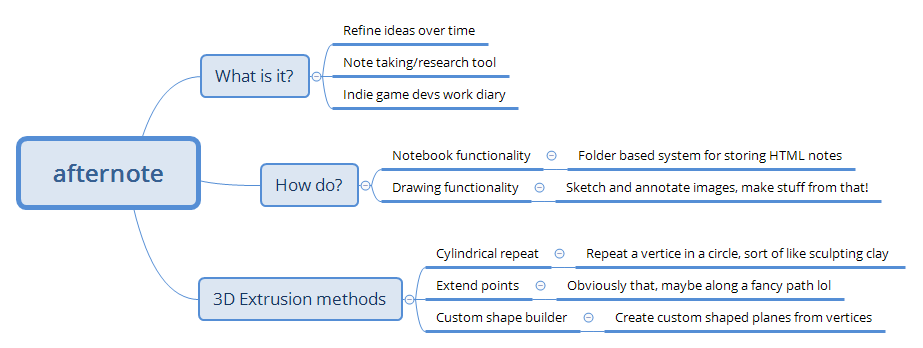 afternote
What is it?
Refine ideas over time
Note taking/research tool
Indie game devs work diary
How do?
Notebook functionality
Folder based system for storing HTML notes
Drawing functionality
Sketch and annotate images, make stuff from that!
3D Extrusion methods
Cylindrical repeat
Repeat a vertice in a circle, sort of like sculpting clay
Extend points
Obviously that, maybe along a fancy path lol
Custom shape builder
Create custom shaped planes from vertices